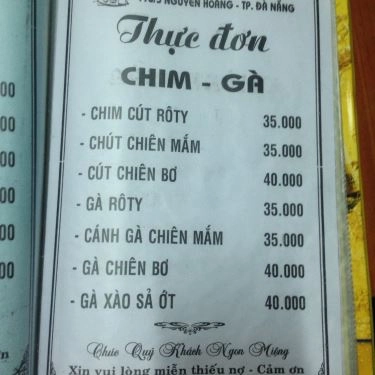 NGUYỄN HOÀNG - TP. ĐÀ NẴNG
Thực đơn
CHIM - GÀ
- CHIM CÚT RÔTY 35.000
- CHÚT CHIÊN MẮM 35.000
- CÚT CHIÊN BƠ 40.000
- GÀ RÔTY 35.000
- CÁNH GÀ CHIÊN MẮM 35.000
- GÀ CHIÊN BƠ 40.000
- GÀ XÀO SẢ ỚT 40.000
Chúc Quý Khách Ngon Miệng
Xin vui lòng miễn thiếu nợ - Cảm ơn